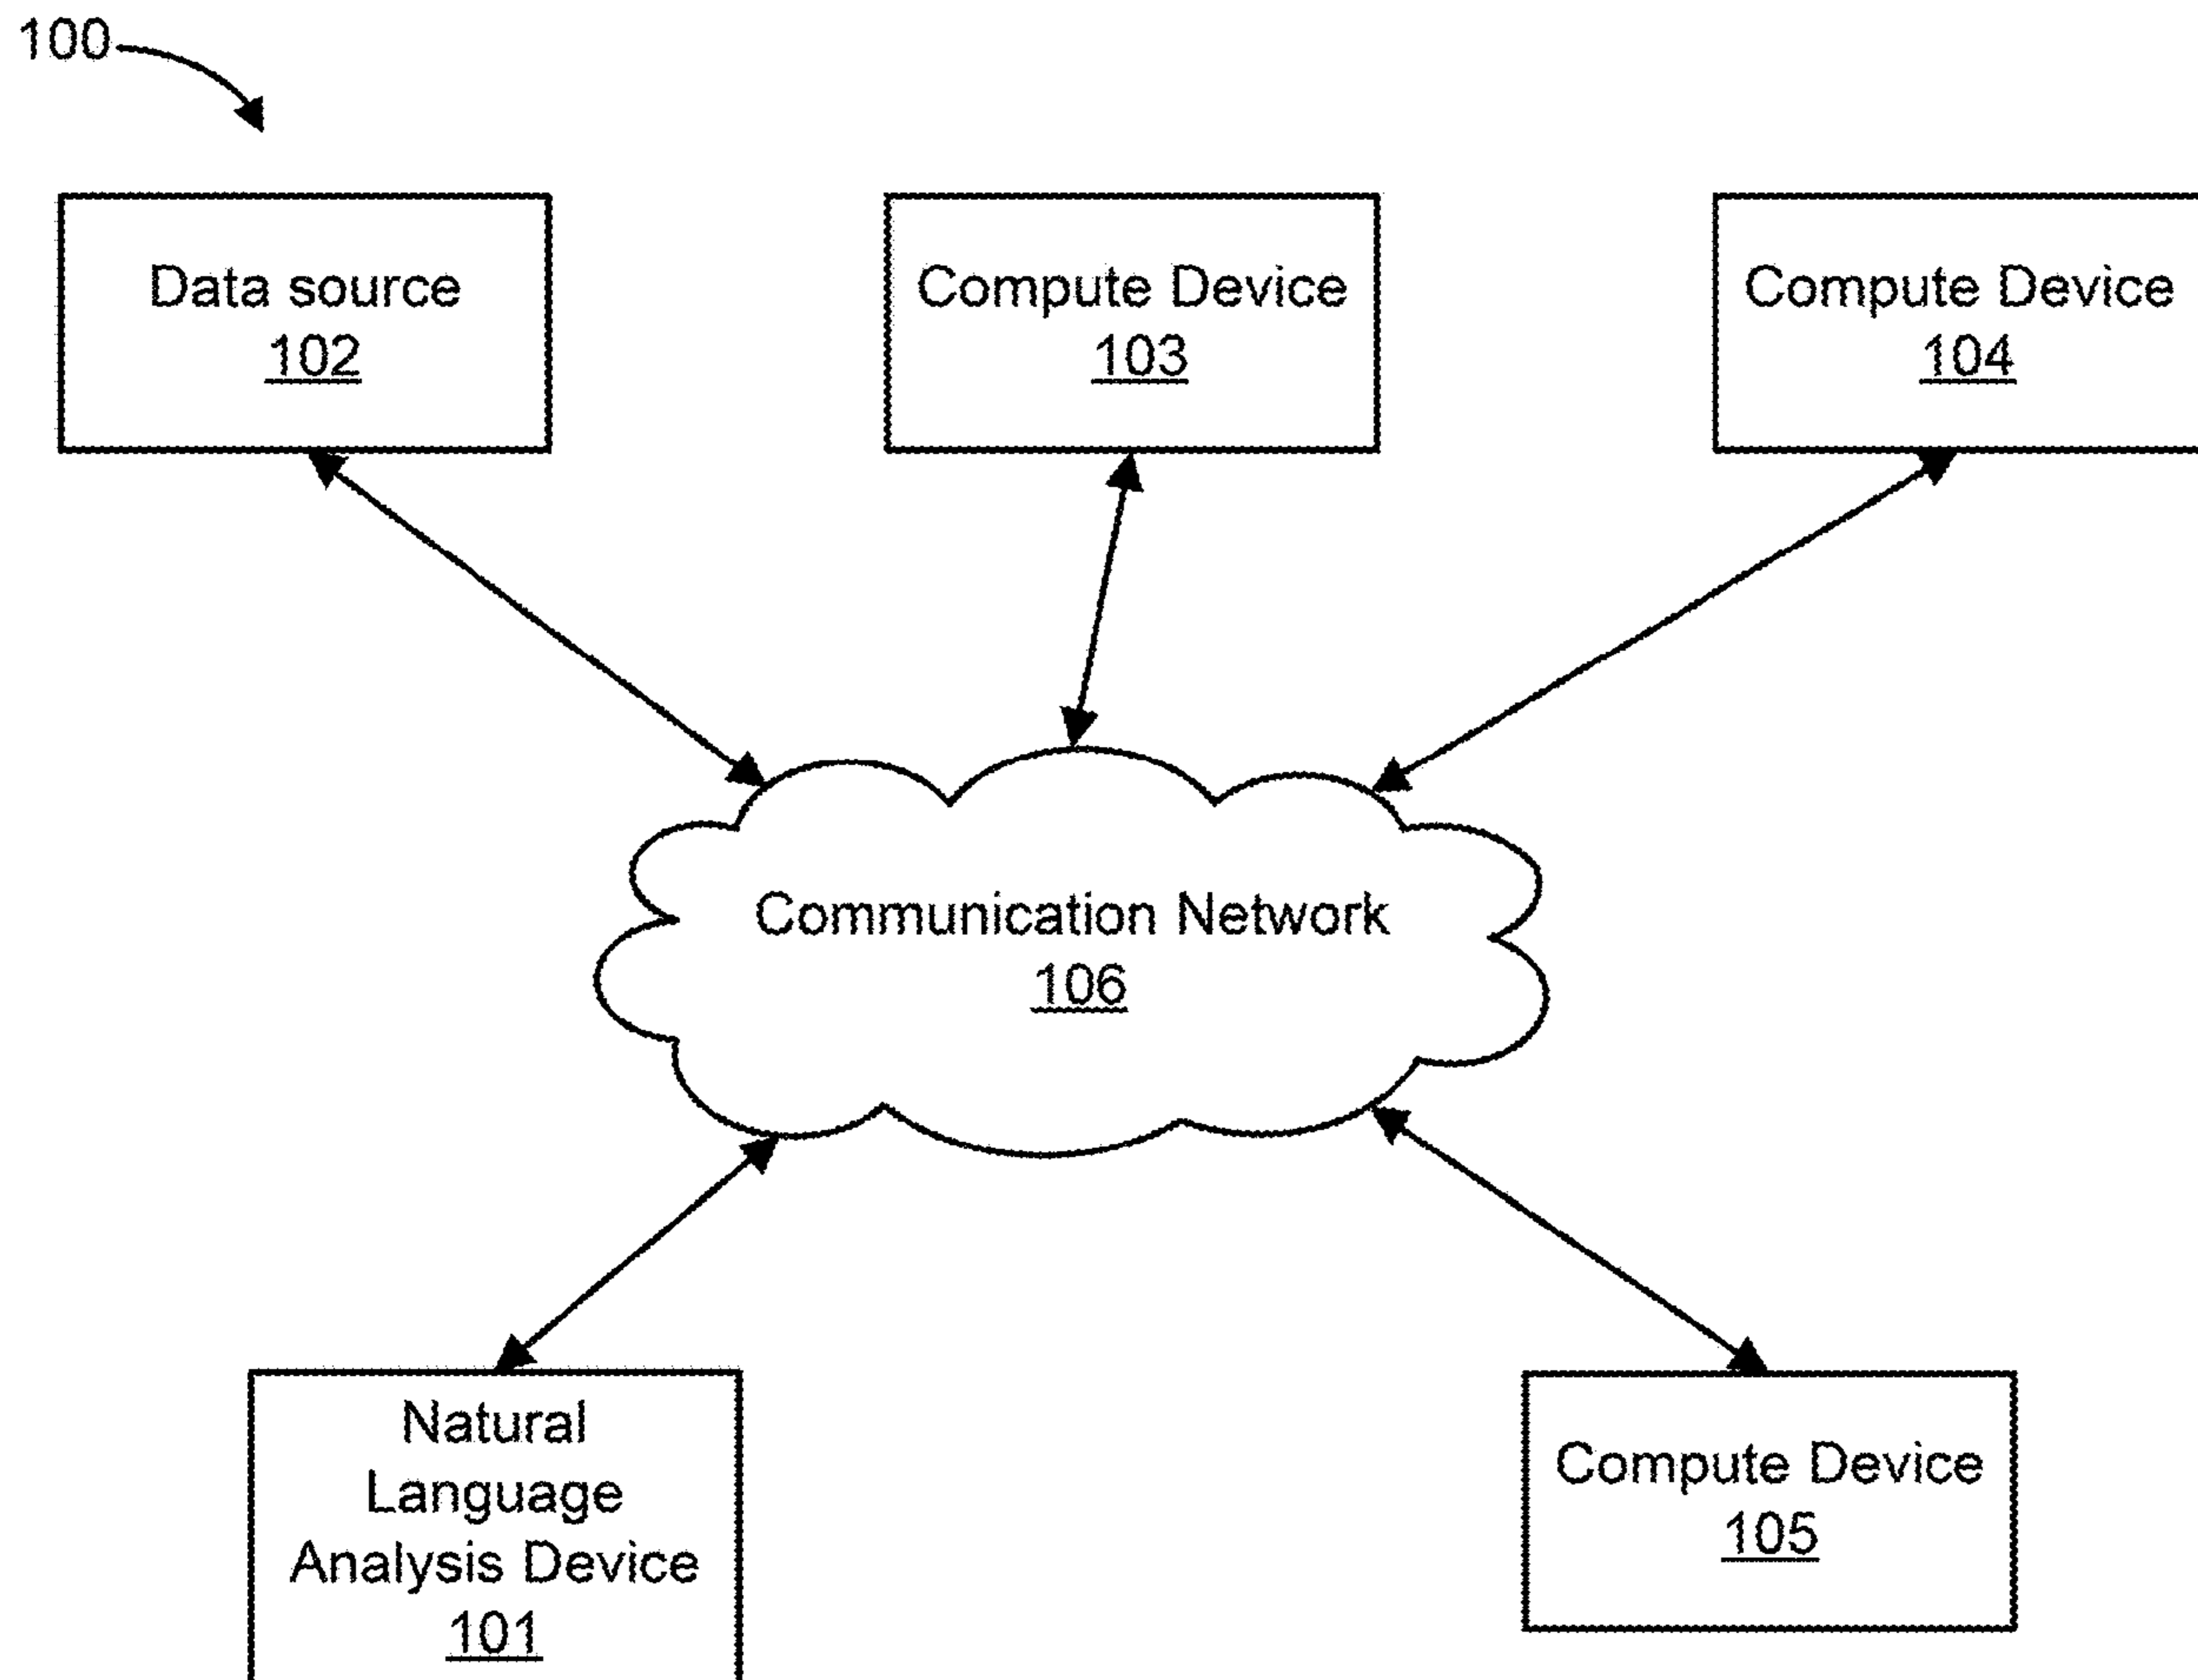 100
Data source
102
Compute Device
103
Compute Device
104
Communication Network
106
Natural
Language
Analysis Device
101
Compute Device
105